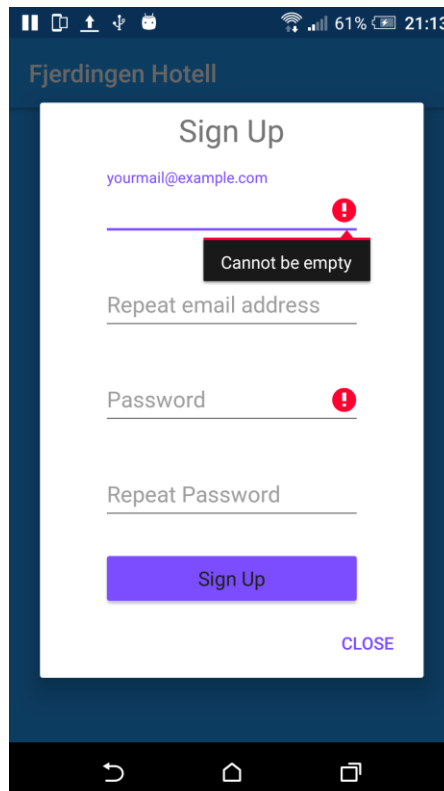 61% 21:13
Fjerdingen Hotell
Sign Up
yourmail@example.com
Cannot be empty
Repeat email address
Password
Repeat Password
Sign Up
CLOSE